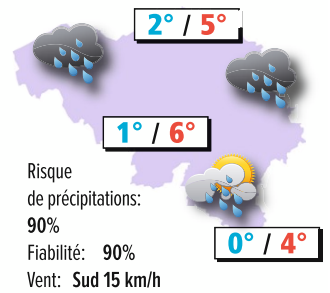 2° / 5°
1° / 6°
Risque
de précipitations:
90%
Fiabilité: 90%
Vent: Sud 15 km/h
0° / 4°